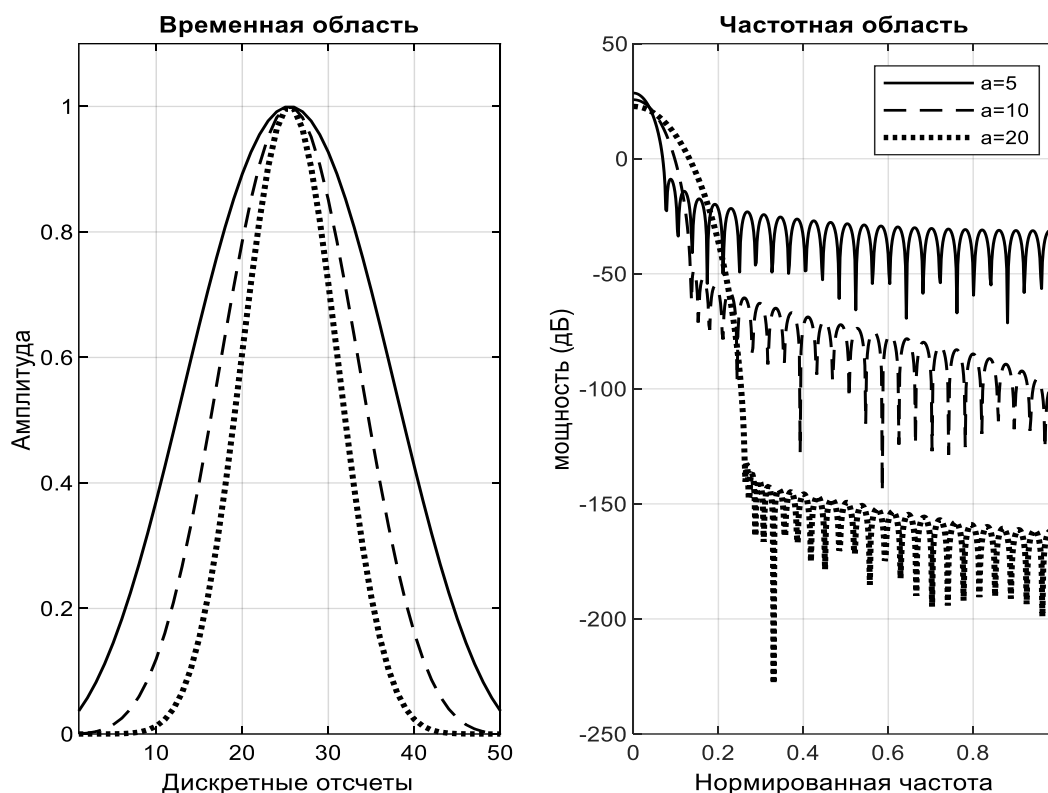 Временная область
1
0.8
0.6
0.4
0.2
0
10
20
30
40
50
Амплитуда
Дискретные отсчеты
Частотная область
50
0
-50
-100
-150
-200
-250
0
0.2
0.4
0.6
0.8
мощность (дБ)
Нормированная частота
a=5
a=10
a=20